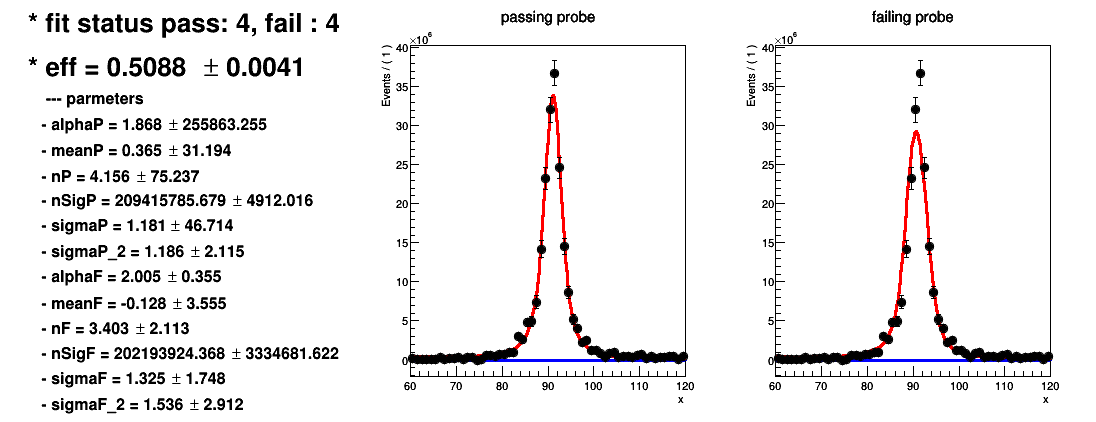 * fit status pass: 4, fail : 4
* eff = 0.5088 ± 0.0041
--- parmeters
- alphaP = 1.868 ± 255863.255
- meanP = 0.365 ± 31.194
- nP = 4.156 ± 75.237
- nSigP = 209415785.679 ± 4912.016
- sigmaP = 1.181 ± 46.714
- sigmaP_2 = 1.186 ± 2.115
- alphaF = 2.005 ± 0.355
- meanF = -0.128 ± 3.555
- nF = 3.403 ± 2.113
- nSigF = 202193924.368 ± 3334681.622
- sigmaF = 1.325 ± 1.748
- sigmaF_2 = 1.536 ± 2.912
passing probe
×10⁶
Events / ( 1 )
40
35
30
25
20
15
10
5
0
60 70 80 90 100 110 120
x
failing probe
×10⁶
Events / ( 1 )
40
35
30
25
20
15
10
5
0
60 70 80 90 100 110 120
x